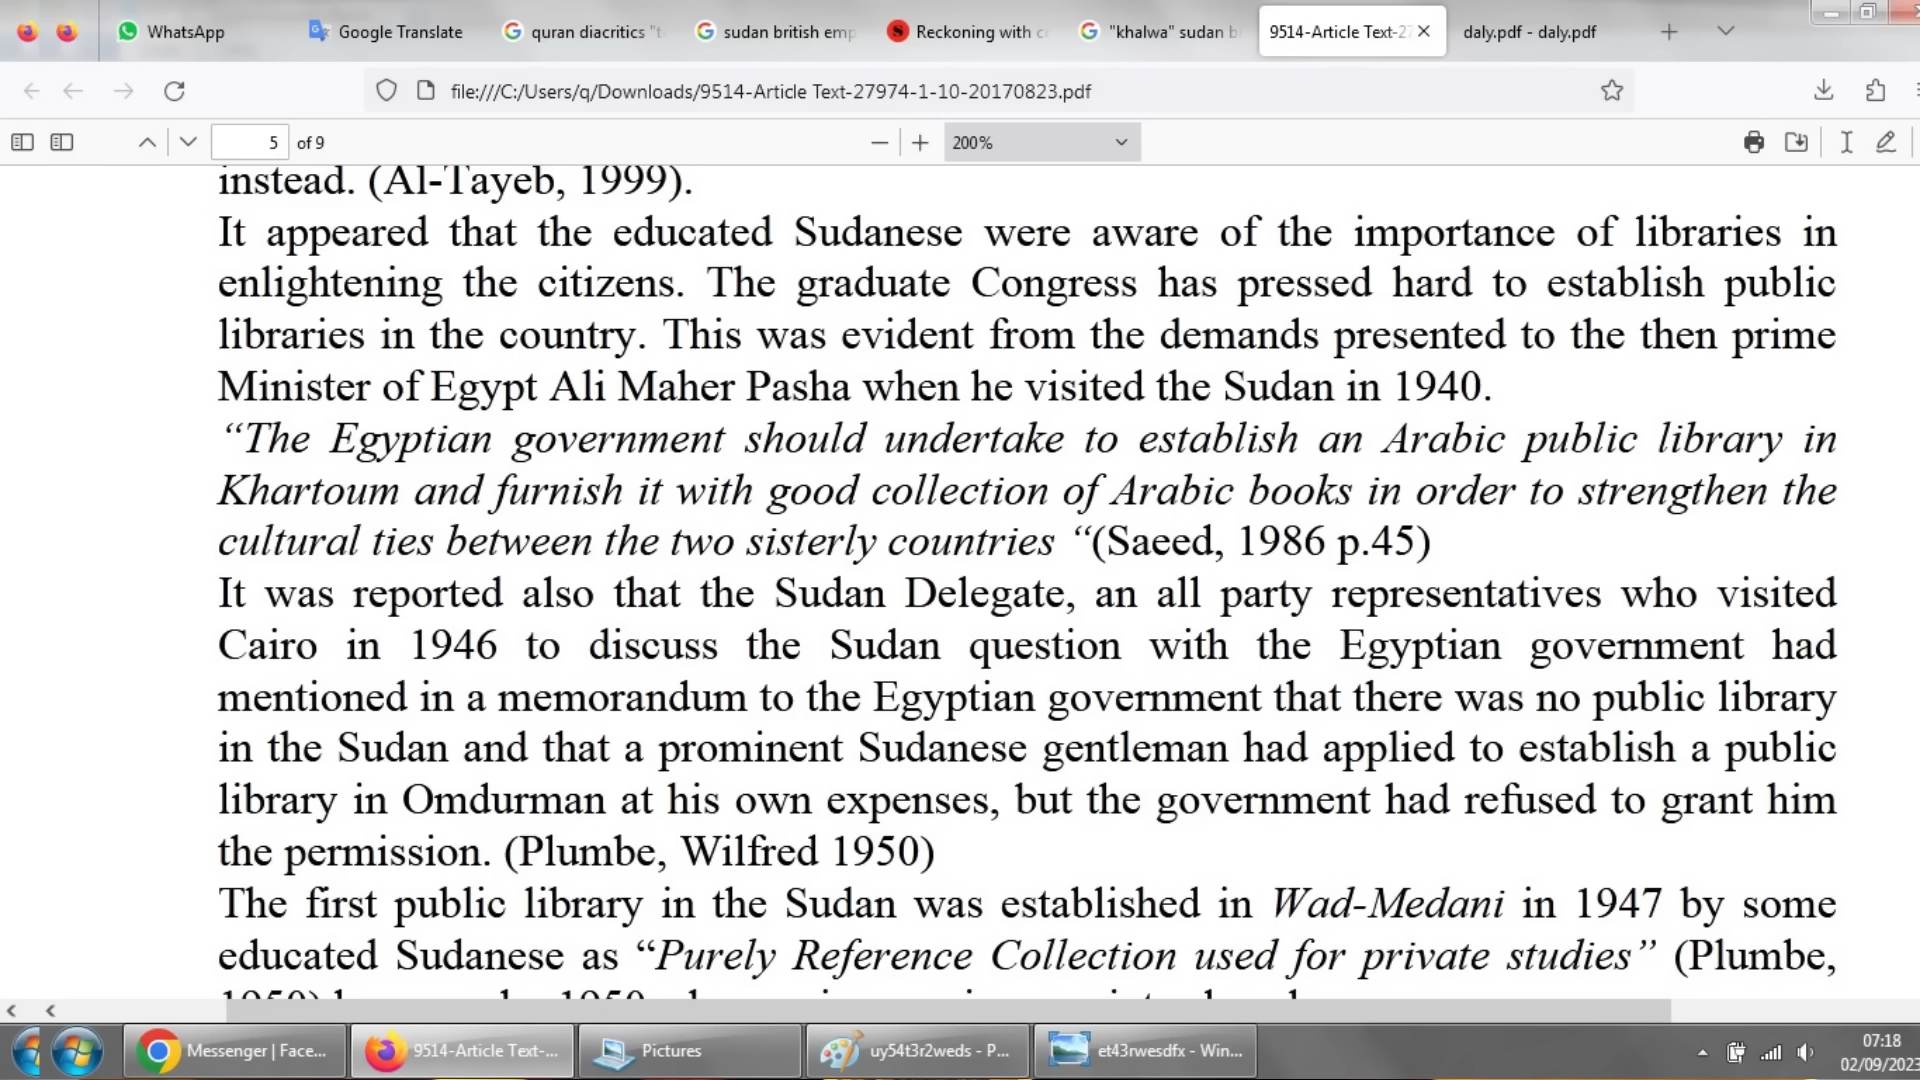 WhatsApp
Google Translate
quran diacritics "t
sudan british emp
Reckoning with c
"khalwa" sudan b
9514-Article Text-27
daly.pdf - daly.pdf
file:///C:/Users/q/Downloads/9514-Article Text-27974-1-10-20170823.pdf
5 of 9
200%
instead. (Al-Tayeb, 1999).
It appeared that the educated Sudanese were aware of the importance of libraries in
enlightening the citizens. The graduate Congress has pressed hard to establish public
libraries in the country. This was evident from the demands presented to the then prime
Minister of Egypt Ali Maher Pasha when he visited the Sudan in 1940.
“The Egyptian government should undertake to establish an Arabic public library in
Khartoum and furnish it with good collection of Arabic books in order to strengthen the
cultural ties between the two sisterly countries “(Saeed, 1986 p.45)
It was reported also that the Sudan Delegate, an all party representatives who visited
Cairo in 1946 to discuss the Sudan question with the Egyptian government had
mentioned in a memorandum to the Egyptian government that there was no public library
in the Sudan and that a prominent Sudanese gentleman had applied to establish a public
library in Omdurman at his own expenses, but the government had refused to grant him
the permission. (Plumbe, Wilfred 1950)
The first public library in the Sudan was established in Wad-Medani in 1947 by some
educated Sudanese as “Purely Reference Collection used for private studies” (Plumbe,
Messenger | Face...
9514-Article Text-...
Pictures
uy54t3r2weds - P...
et43rwesdfx - Win...
07:18
02/09/2023